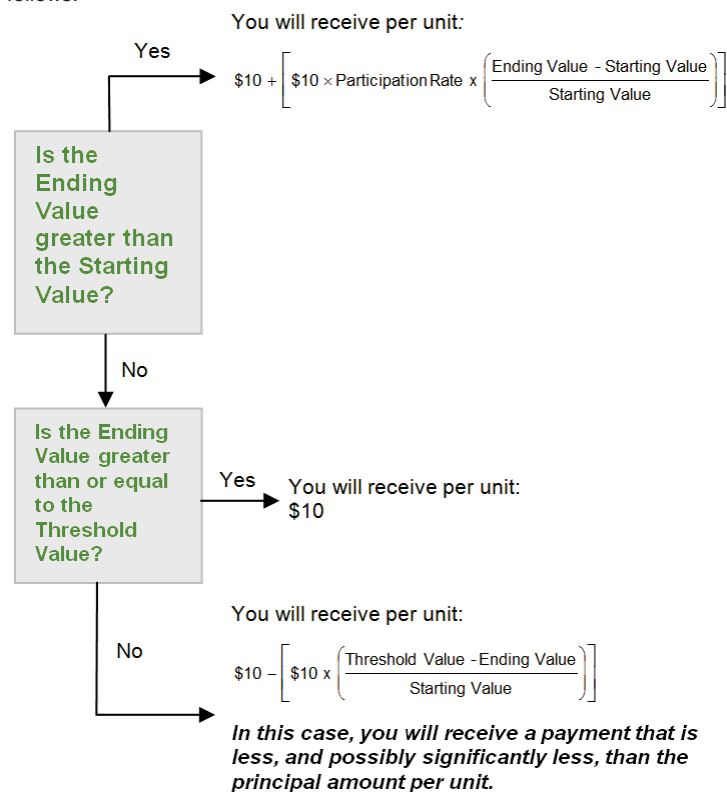 You will receive per unit:
Yes
$10 + [ $10 × Participation Rate x ( Ending Value - Starting Value
Starting Value ) ]
Is the
Ending
Value
greater than
the Starting
Value?
No
Is the Ending
Value greater
than or equal
to the
Threshold
Value?
Yes
You will receive per unit:
$10
No
You will receive per unit:
$10 – [ $10 x ( Threshold Value - Ending Value
Starting Value ) ]
In this case, you will receive a payment that is
less, and possibly significantly less, than the
principal amount per unit.